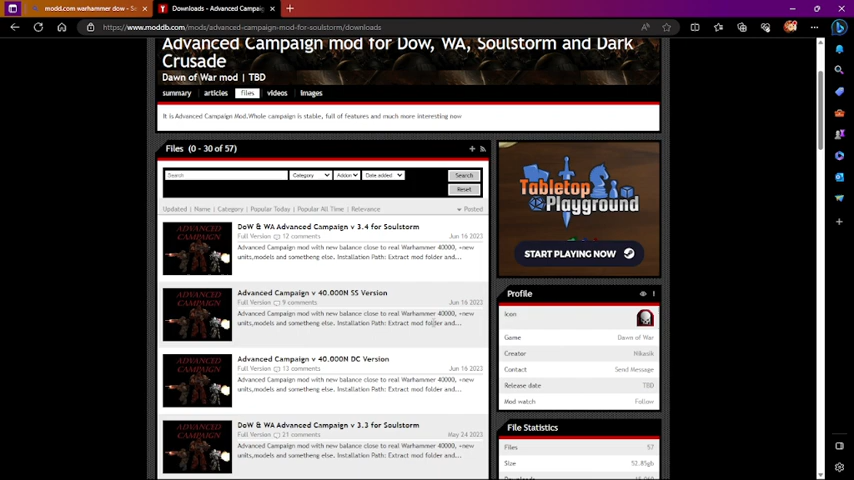 modd.com warhammer dow - Se
Downloads - Advanced Campaig
https://www.moddb.com/mods/advanced-campaign-mod-for-soulstorm/downloads
Advanced Campaign mod for Dow, WA, Soulstorm and Dark
Crusade
Dawn of War mod | TBD
summary articles files videos images
It is Advanced Campaign Mod.Whole campaign is stable, full of features and much more interesting now
Files (0 - 30 of 57)
Search Category Addon Date added Search
Reset
Updated | Name | Category | Popular Today | Popular All Time | Relevance Posted
DoW & WA Advanced Campaign v 3.4 for Soulstorm
Full Version 12 comments Jun 16 2023
Advanced Campaign mod with new balance close to real Warhammer 40000, +new
units,models and sometheng else. Installation Path: Extract mod folder and...
Advanced Campaign v 40.000N SS Version
Full Version 9 comments Jun 16 2023
Advanced Campaign mod with new balance close to real Warhammer 40000, +new
units,models and sometheng else. Installation Path: Extract mod folder and...
Advanced Campaign v 40.000N DC Version
Full Version 13 comments Jun 16 2023
Advanced Campaign mod with new balance close to real Warhammer 40000, +new
units,models and sometheng else. Installation Path: Extract mod folder and...
DoW & WA Advanced Campaign v 3.3 for Soulstorm
Full Version 21 comments May 24 2023
Advanced Campaign mod with new balance close to real Warhammer 40000, +new
units,models and sometheng else. Installation Path: Extract mod folder and...
ADVANCED
CAMPAIGN
ADVANCED
CAMPAIGN
ADVANCED
CAMPAIGN
ADVANCED
CAMPAIGN
Tabletop
Playground
START PLAYING NOW
Profile
Icon
Game Dawn of War
Creator Nikasik
Contact Send Message
Release date TBD
Mod watch Follow
File Statistics
Files 57
Size 52.85gb